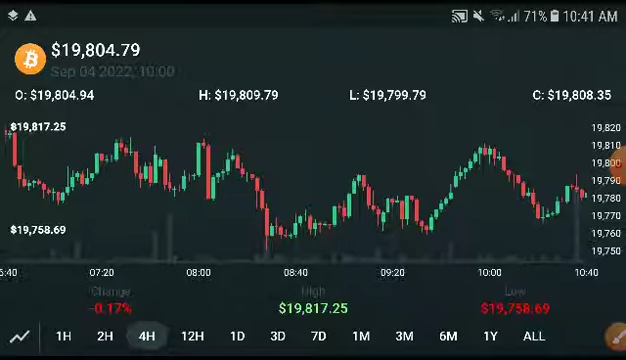 71% 10:41 AM
$19,804.79
Sep 04 2022, 10:00
O: $19,804.94 H: $19,809.79 L: $19,799.79 C: $19,808.35
$19,817.25
19,820
19,810
19,800
19,790
19,780
19,770
19,760
19,750
$19,758.69
6:40 07:20 08:00 08:40 09:20 10:00 10:40
Change High Low
-0.17% $19,817.25 $19,758.69
1H 2H 4H 12H 1D 3D 7D 1M 3M 6M 1Y ALL